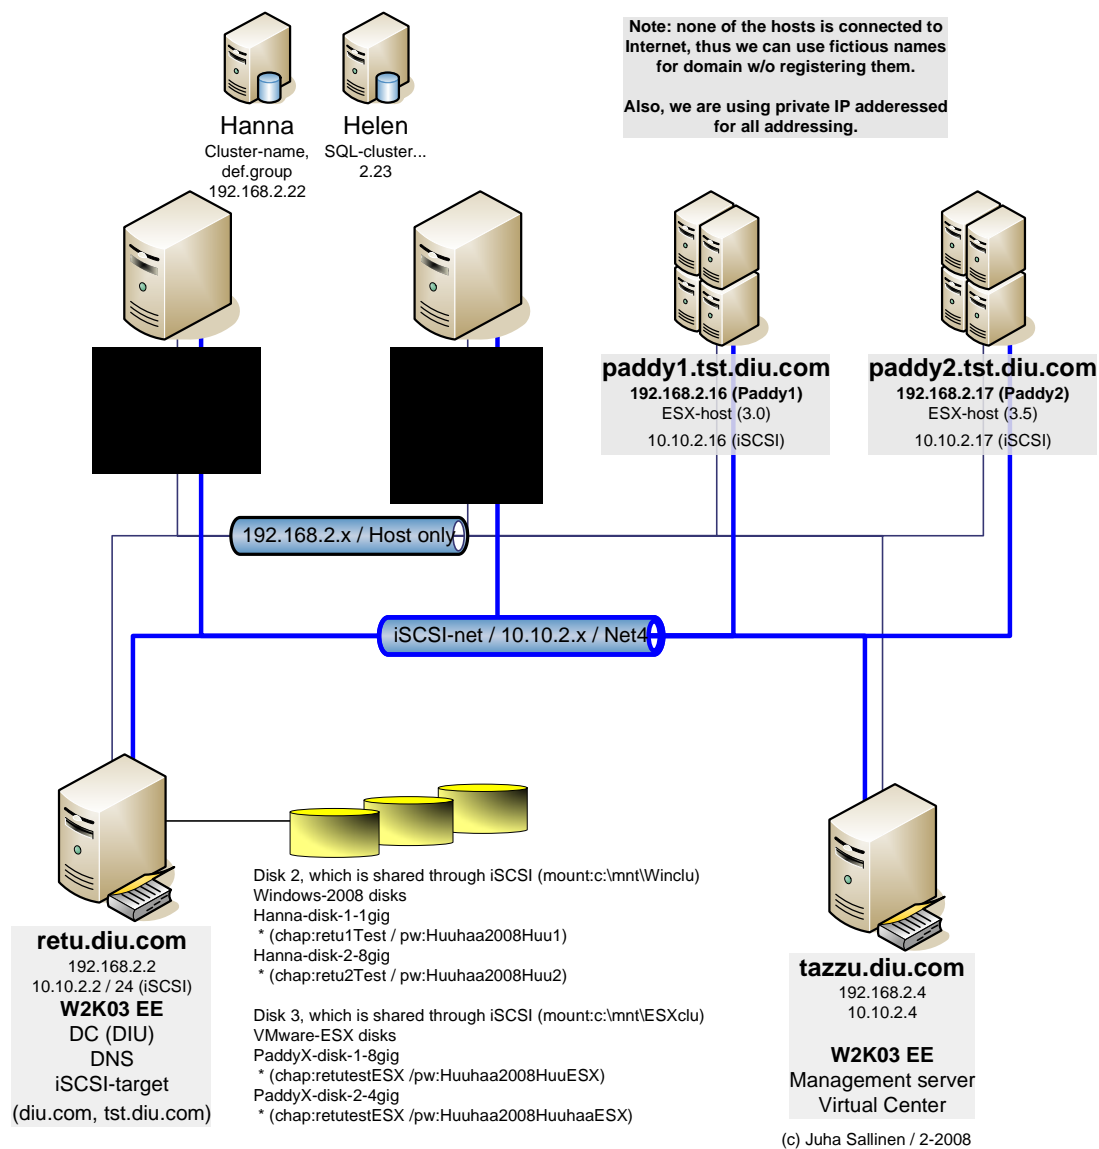 Note: none of the hosts is connected to
Internet, thus we can use fictious names
for domain w/o registering them.
Also, we are using private IP adderessed
for all addressing.
Hanna
Cluster-name,
def.group
192.168.2.22
Helen
SQL-cluster...
2.23
paddy1.tst.diu.com
192.168.2.16 (Paddy1)
ESX-host (3.0)
10.10.2.16 (iSCSI)
paddy2.tst.diu.com
192.168.2.17 (Paddy2)
ESX-host (3.5)
10.10.2.17 (iSCSI)
192.168.2.x / Host only
iSCSI-net / 10.10.2.x / Net4
retu.diu.com
192.168.2.2
10.10.2.2 / 24 (iSCSI)
W2K03 EE
DC (DIU)
DNS
iSCSI-target
(diu.com, tst.diu.com)
Disk 2, which is shared through iSCSI (mount:c:\mnt\Winclu)
Windows-2008 disks
Hanna-disk-1-1gig
* (chap:retu1Test / pw:Huuhaa2008Huu1)
Hanna-disk-2-8gig
* (chap:retu2Test / pw:Huuhaa2008Huu2)
Disk 3, which is shared through iSCSI (mount:c:\mnt\ESXclu)
VMware-ESX disks
PaddyX-disk-1-8gig
* (chap:retutestESX /pw:Huuhaa2008HuuESX)
PaddyX-disk-2-4gig
* (chap:retutestESX /pw:Huuhaa2008HuuhaaESX)
tazzu.diu.com
192.168.2.4
10.10.2.4
W2K03 EE
Management server
Virtual Center
(c) Juha Sallinen / 2-2008